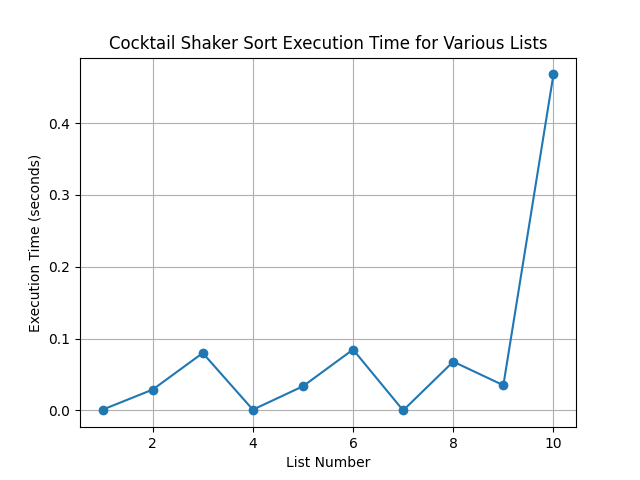 Cocktail Shaker Sort Execution Time for Various Lists
Execution Time (seconds)
0.4
0.3
0.2
0.1
0.0
2 4 6 8 10
List Number